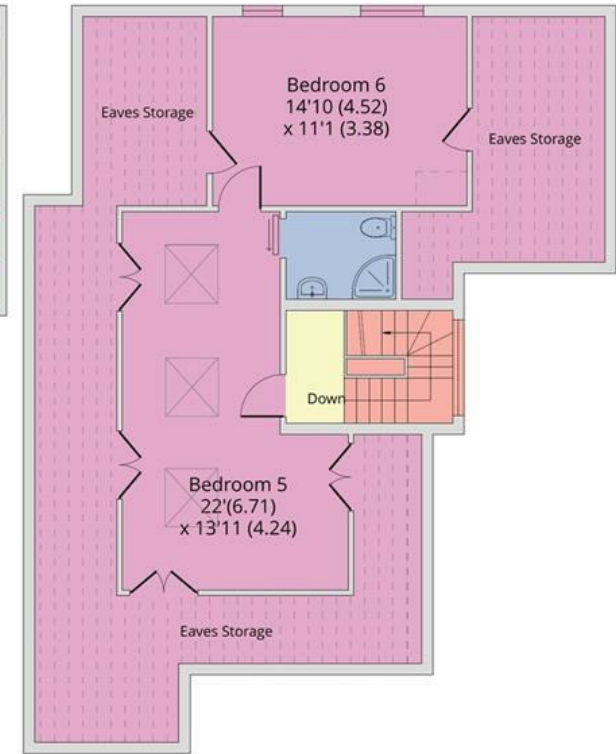 Eaves Storage
Bedroom 6
14'10 (4.52)
x 11'1 (3.38)
Eaves Storage
Down
Bedroom 5
22'(6.71)
x 13'11 (4.24)
Eaves Storage